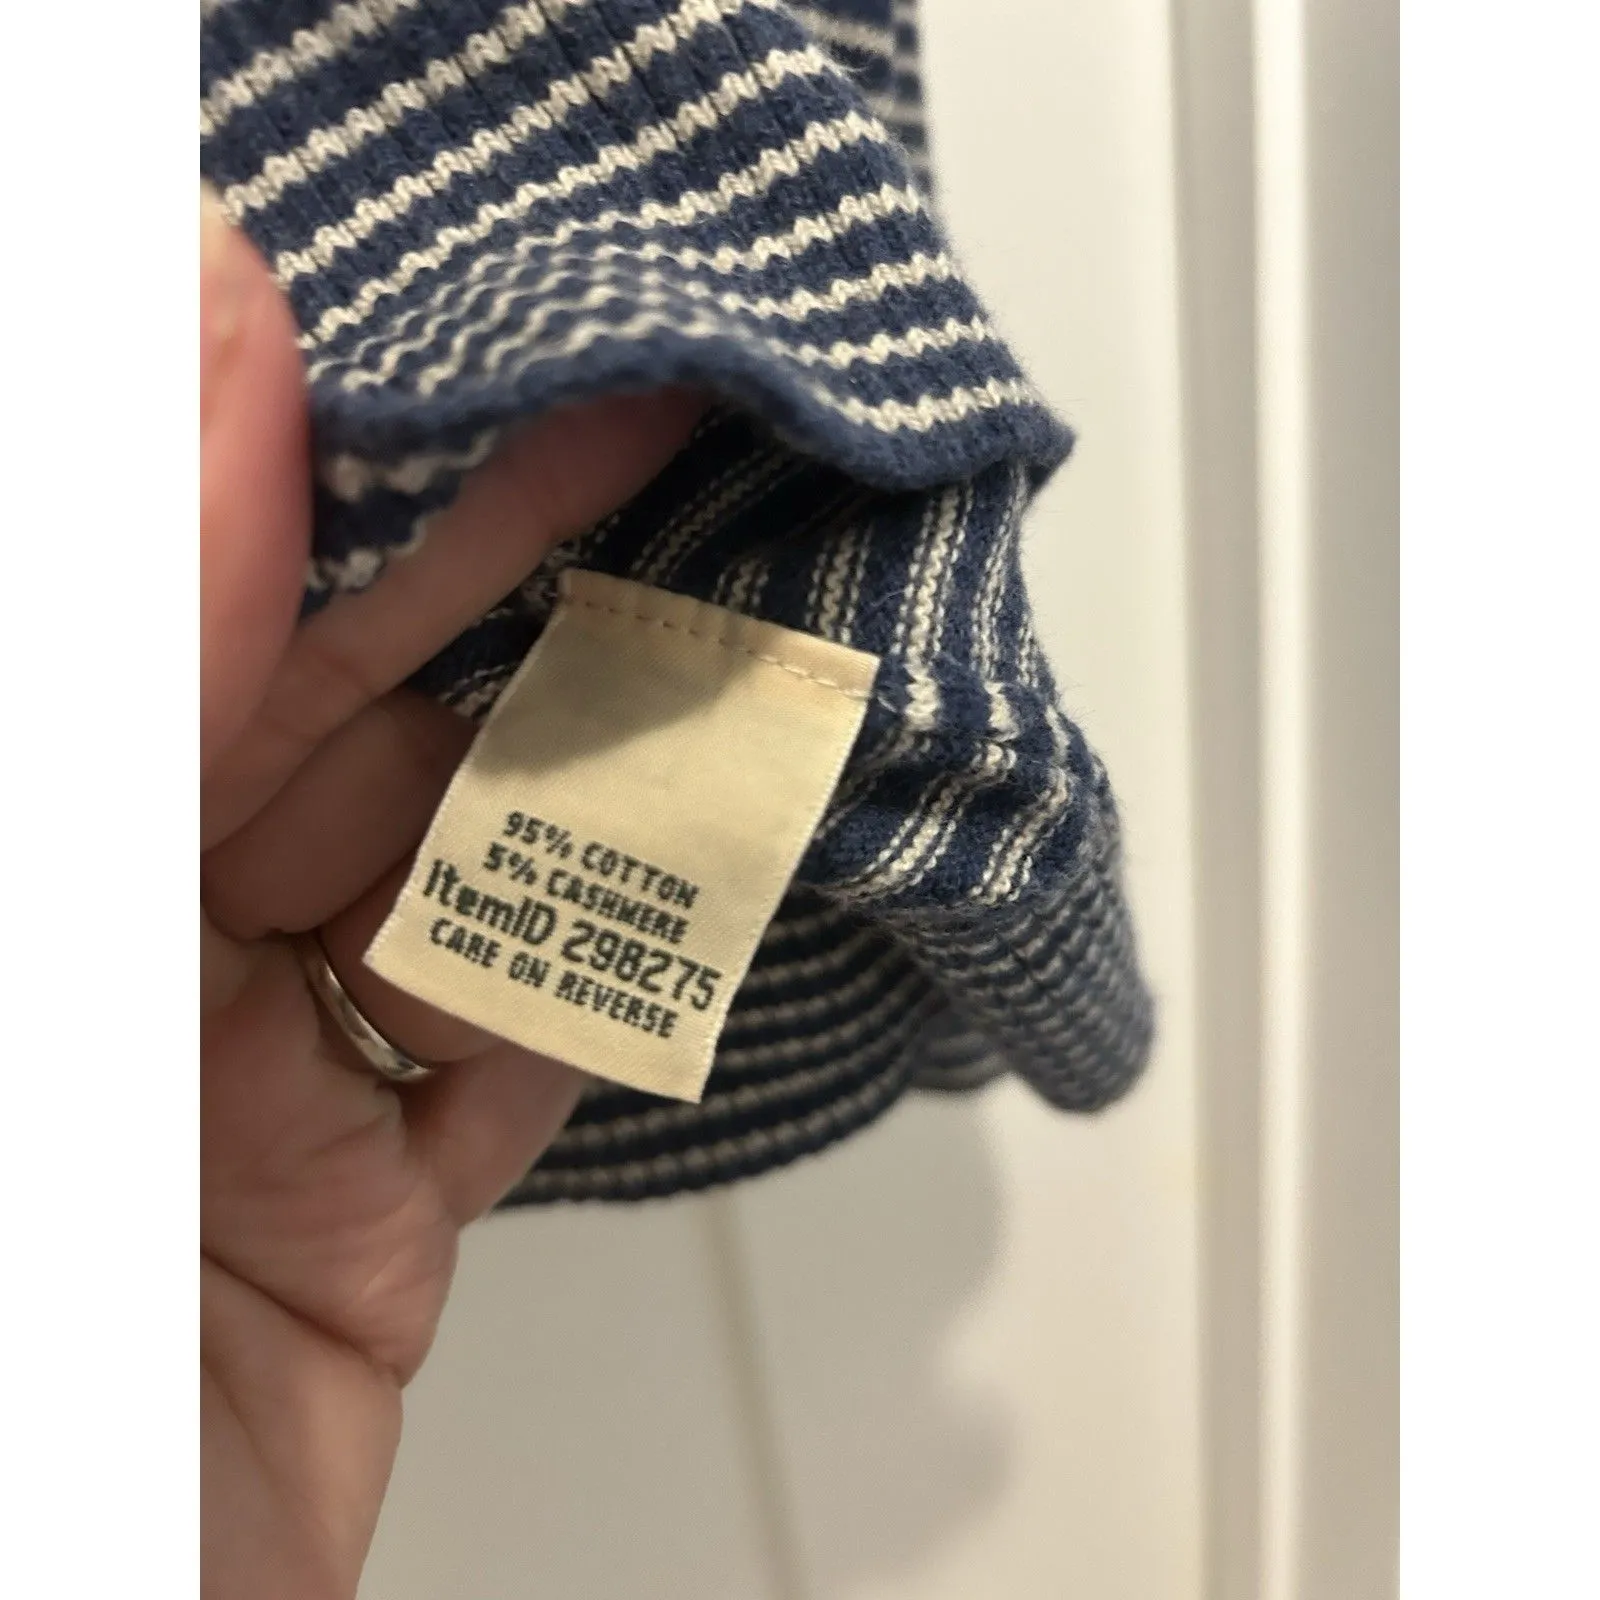 95% COTTON
5% CASHMERE
ItemID 298275
CARE ON REVERSE